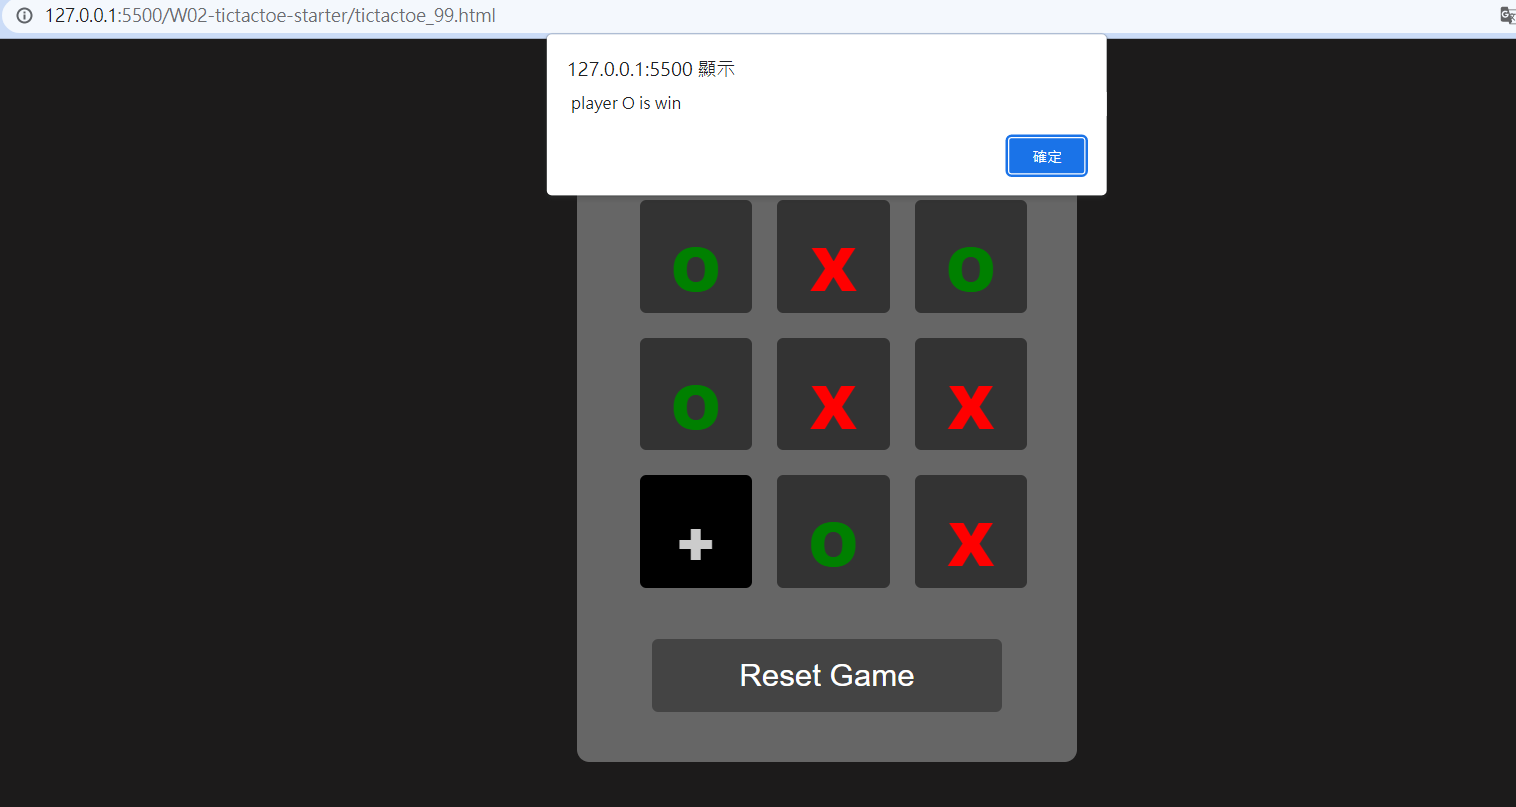 127.0.0.1:5500/W02-tictactoe-starter/tictactoe_99.html
127.0.0.1:5500 顯示
player O is win
確定
o x o
o x x
+ o x
Reset Game